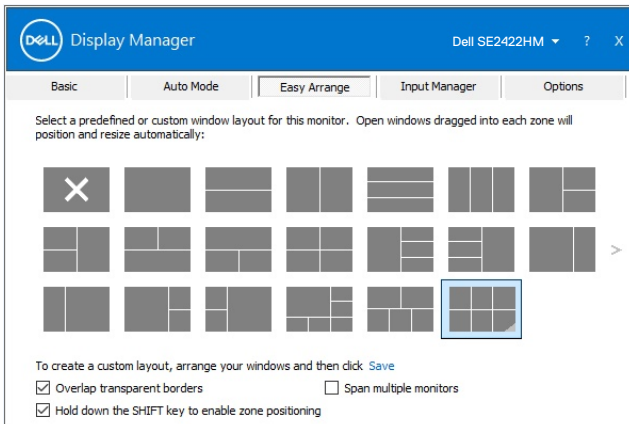 DELL Display Manager Dell SE2422HM ? X
Basic Auto Mode Easy Arrange Input Manager Options
Select a predefined or custom window layout for this monitor. Open windows dragged into each zone will
position and resize automatically:
>
To create a custom layout, arrange your windows and then click Save
Overlap transparent borders Span multiple monitors
Hold down the SHIFT key to enable zone positioning